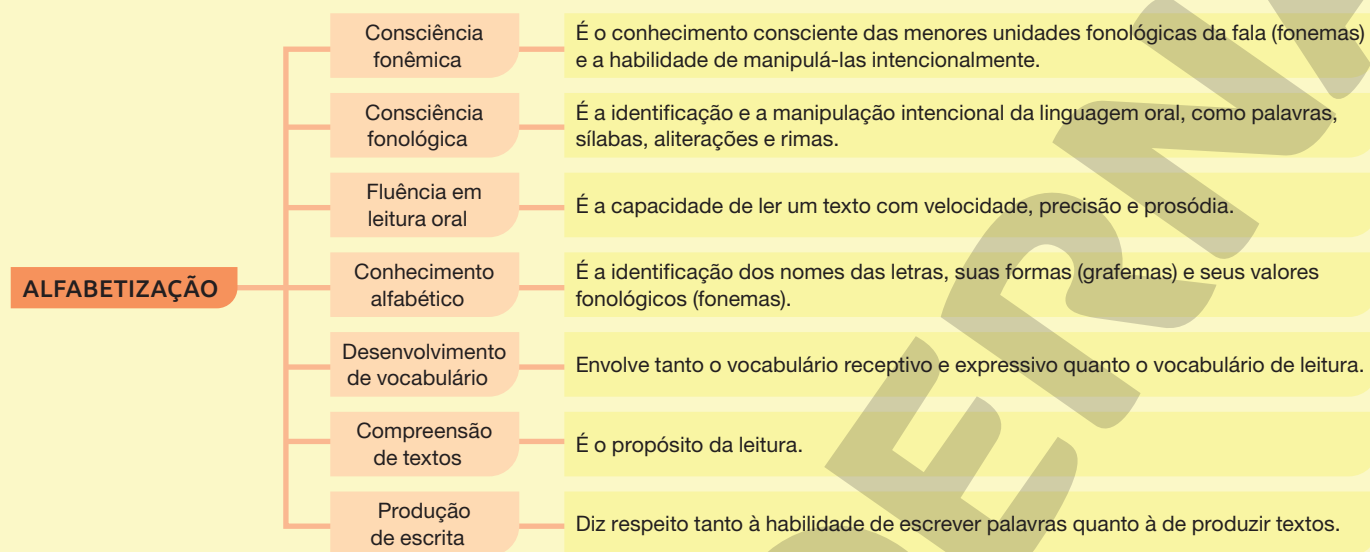 ALFABETIZAÇÃO
Consciência
fonêmica
É o conhecimento consciente das menores unidades fonológicas da fala (fonemas)
e a habilidade de manipulá-las intencionalmente.
Consciência
fonológica
É a identificação e a manipulação intencional da linguagem oral, como palavras,
sílabas, aliterações e rimas.
Fluência em
leitura oral
É a capacidade de ler um texto com velocidade, precisão e prosódia.
Conhecimento
alfabético
É a identificação dos nomes das letras, suas formas (grafemas) e seus valores
fonológicos (fonemas).
Desenvolvimento
de vocabulário
Envolve tanto o vocabulário receptivo e expressivo quanto o vocabulário de leitura.
Compreensão
de textos
É o propósito da leitura.
Produção
de escrita
Diz respeito tanto à habilidade de escrever palavras quanto à de produzir textos.